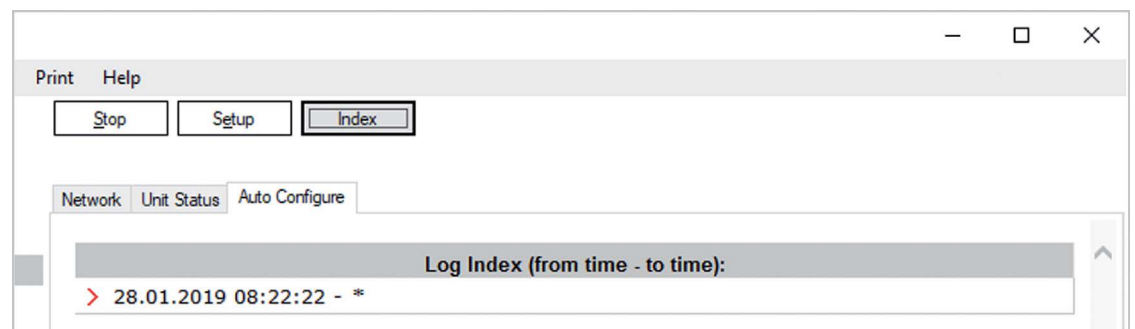 Print Help
Stop Setup Index
Network Unit Status Auto Configure
Log Index (from time - to time):
28.01.2019 08:22:22 - *